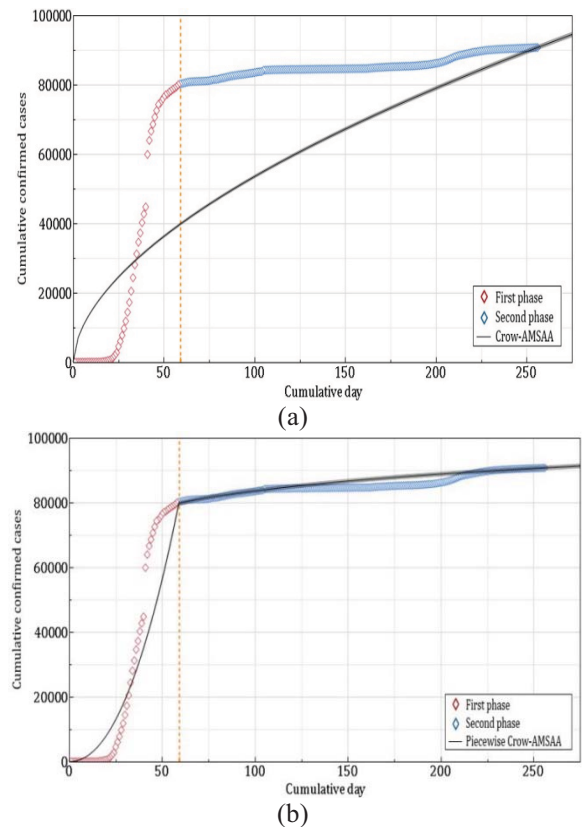 100000
80000
60000
40000
20000
0
Cumulative confirmed cases
First phase
Second phase
Crow-AMSAA
0 50 100 150 200 250
Cumulative day
(a)
100000
80000
60000
40000
20000
0
Cumulative confirmed cases
First phase
Second phase
Piecewise Crow-AMSAA
0 50 100 150 200 250
Cumulative day
(b)